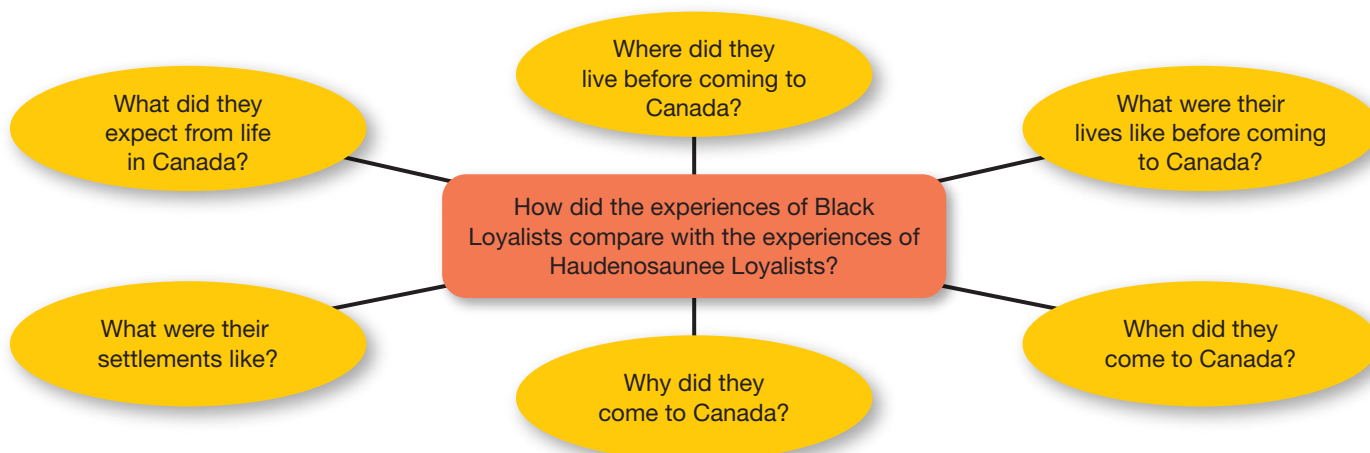 Where did they
live before coming to
Canada?
What did they
expect from life
in Canada?
What were their
lives like before coming
to Canada?
How did the experiences of Black
Loyalists compare with the experiences of
Haudenosaunee Loyalists?
What were their
settlements like?
Why did they
come to Canada?
When did they
come to Canada?